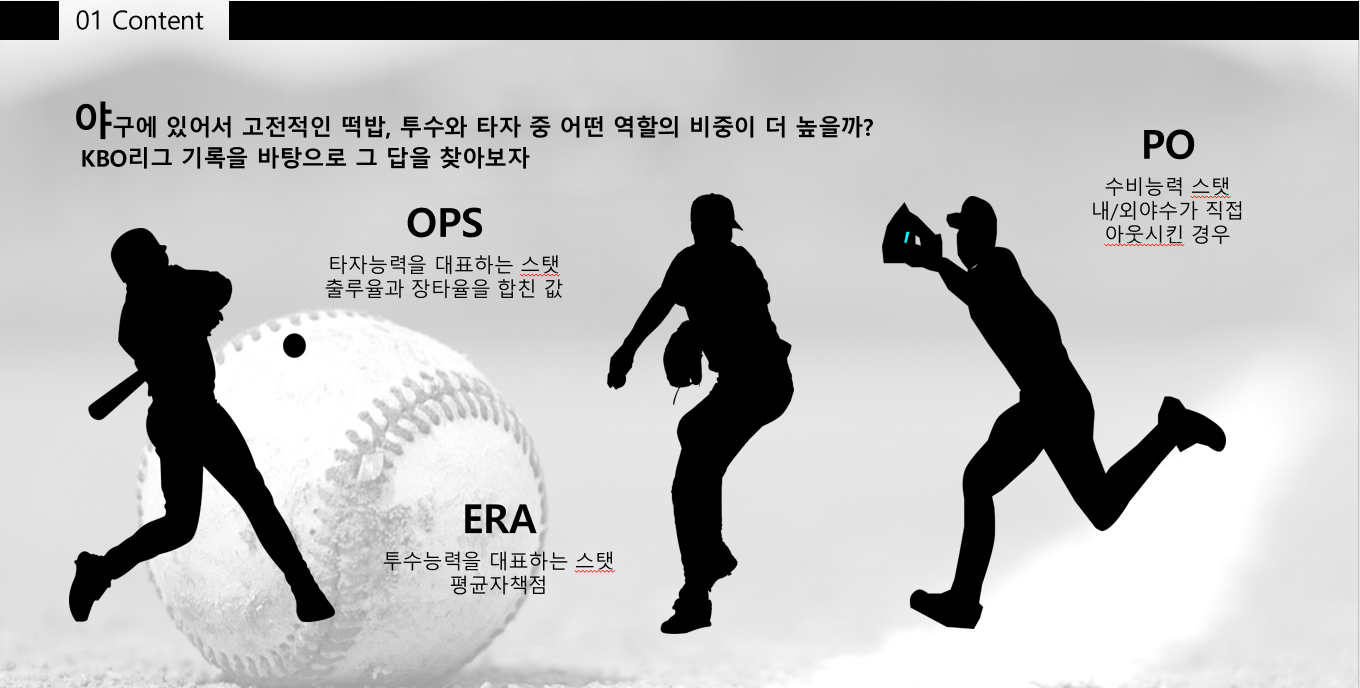 01 Content
야구에 있어서 고전적인 떡밥, 투수와 타자 중 어떤 역할의 비중이 더 높을까?
KBO리그 기록을 바탕으로 그 답을 찾아보자
PO
수비능력 스탯
내/외야수가 직접
아웃시킨 경우
OPS
타자능력을 대표하는 스탯
출루율과 장타율을 합친 값
ERA
투수능력을 대표하는 스탯
평균자책점